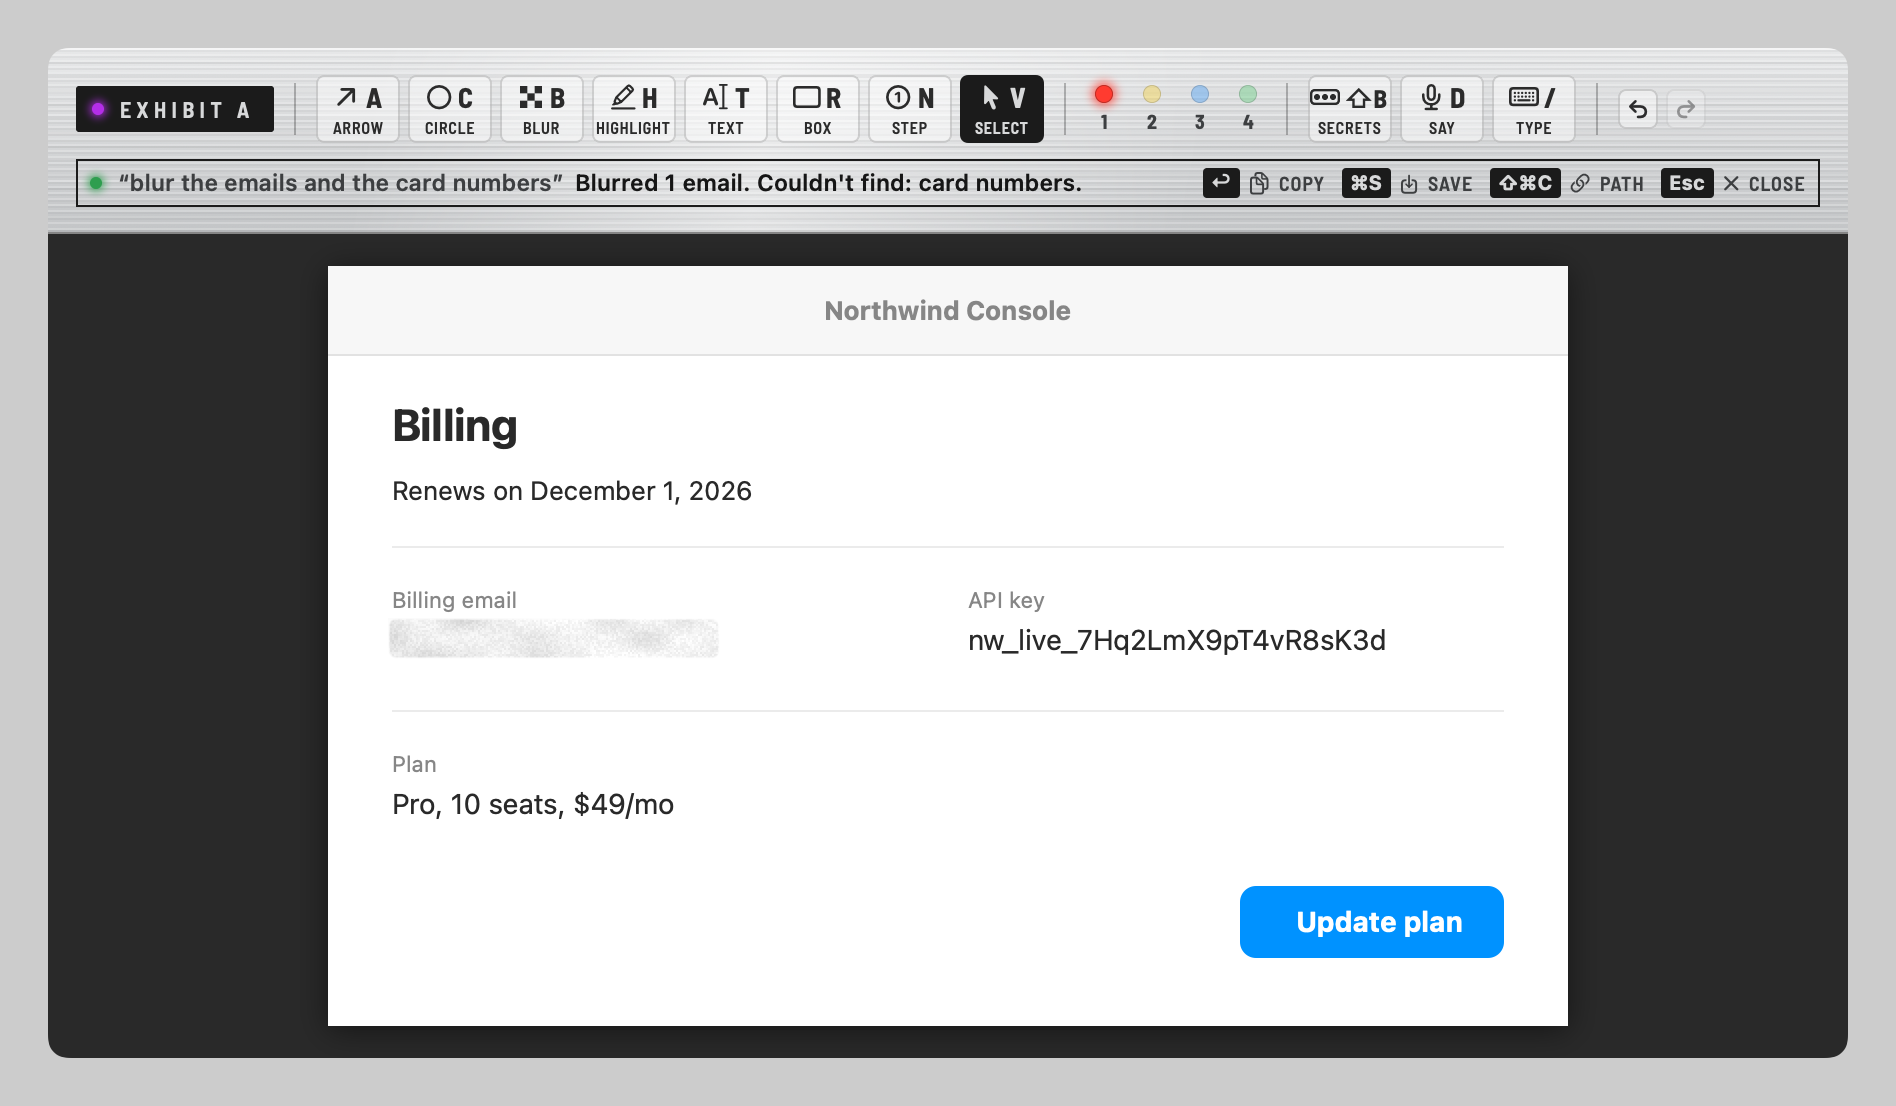 EXHIBIT A
A ARROW
C CIRCLE
B BLUR
H HIGHLIGHT
A T TEXT
R BOX
1 N STEP
V SELECT
1 2 3 4
B SECRETS
D SAY
/ TYPE
“blur the emails and the card numbers” Blurred 1 email. Couldn't find: card numbers.
↩ COPY ⌘S SAVE ⇧⌘C PATH Esc CLOSE
Northwind Console
Billing
Renews on December 1, 2026
Billing email
API key
nw_live_7Hq2LmX9pT4vR8sK3d
Plan
Pro, 10 seats, $49/mo
Update plan